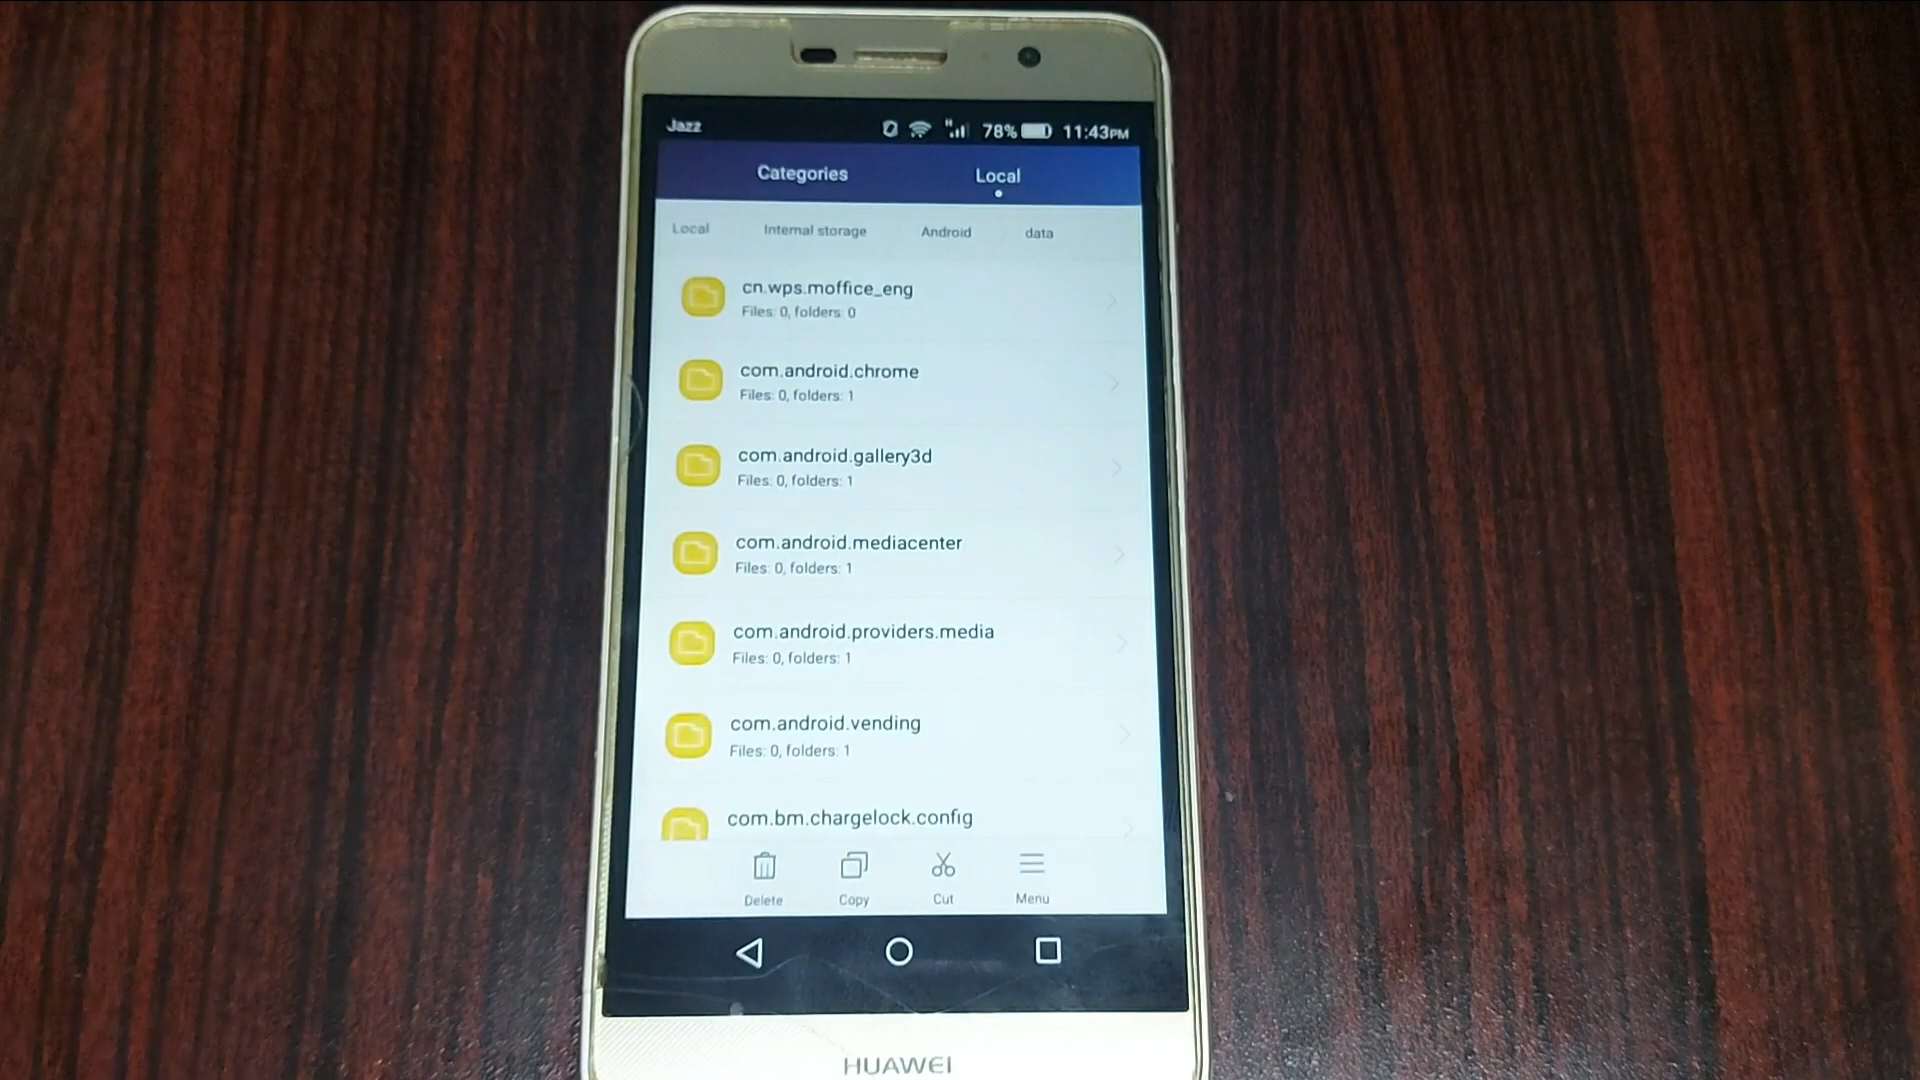 Jazz 78% 11:43PM
Categories Local
Local Internal storage Android data
cn.wps.moffice_eng
Files: 0, folders: 0
com.android.chrome
Files: 0, folders: 1
com.android.gallery3d
Files: 0, folders: 1
com.android.mediacenter
Files: 0, folders: 1
com.android.providers.media
Files: 0, folders: 1
com.android.vending
Files: 0, folders: 1
com.bm.chargelock.config
Delete Copy Cut Menu
HUAWEI